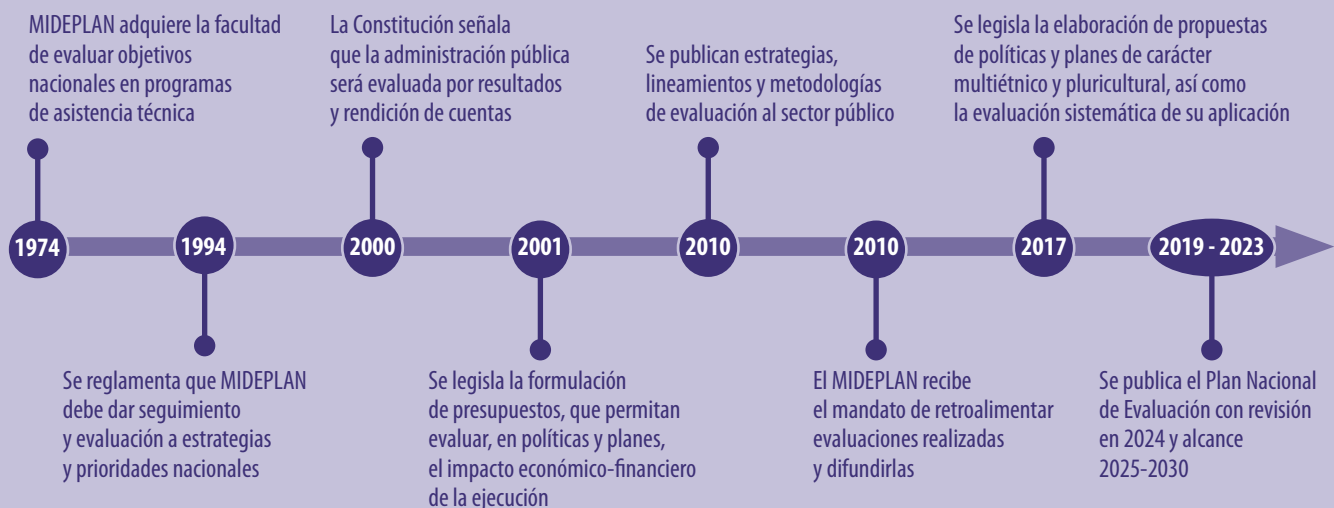 MIDEPLAN adquiere la facultad
de evaluar objetivos
nacionales en programas
de asistencia técnica
La Constitución señala
que la administración pública
será evaluada por resultados
y rendición de cuentas
Se publican estrategias,
lineamientos y metodologías
de evaluación al sector público
Se legisla la elaboración de propuestas
de políticas y planes de carácter
multiétnico y pluricultural, así como
la evaluación sistemática de su aplicación
1974
1994
2000
2001
2010
2010
2017
2019 - 2023
Se reglamenta que MIDEPLAN
debe dar seguimiento
y evaluación a estrategias
y prioridades nacionales
Se legisla la formulación
de presupuestos, que permitan
evaluar, en políticas y planes,
el impacto económico-financiero
de la ejecución
El MIDEPLAN recibe
el mandato de retroalimentar
evaluaciones realizadas
y difundirlas
Se publica el Plan Nacional
de Evaluación con revisión
en 2024 y alcance
2025-2030